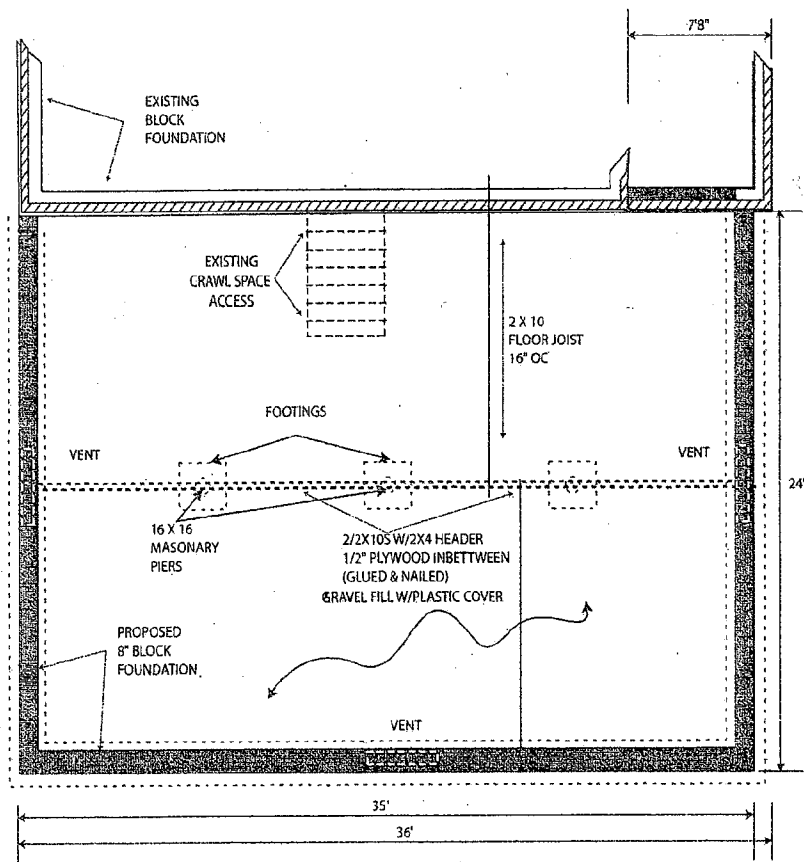 7'8"
EXISTING
BLOCK
FOUNDATION
EXISTING
CRAWL SPACE
ACCESS
2 X 10
FLOOR JOIST
16" OC
FOOTINGS
VENT
VENT
24'
16 X 16
MASONARY
PIERS
2/2X10S W/2X4 HEADER
1/2" PLYWOOD INBETTWEEN
(GLUED & NAILED)
GRAVEL FILL W/PLASTIC COVER
PROPOSED
8" BLOCK
FOUNDATION
VENT
35'
36'